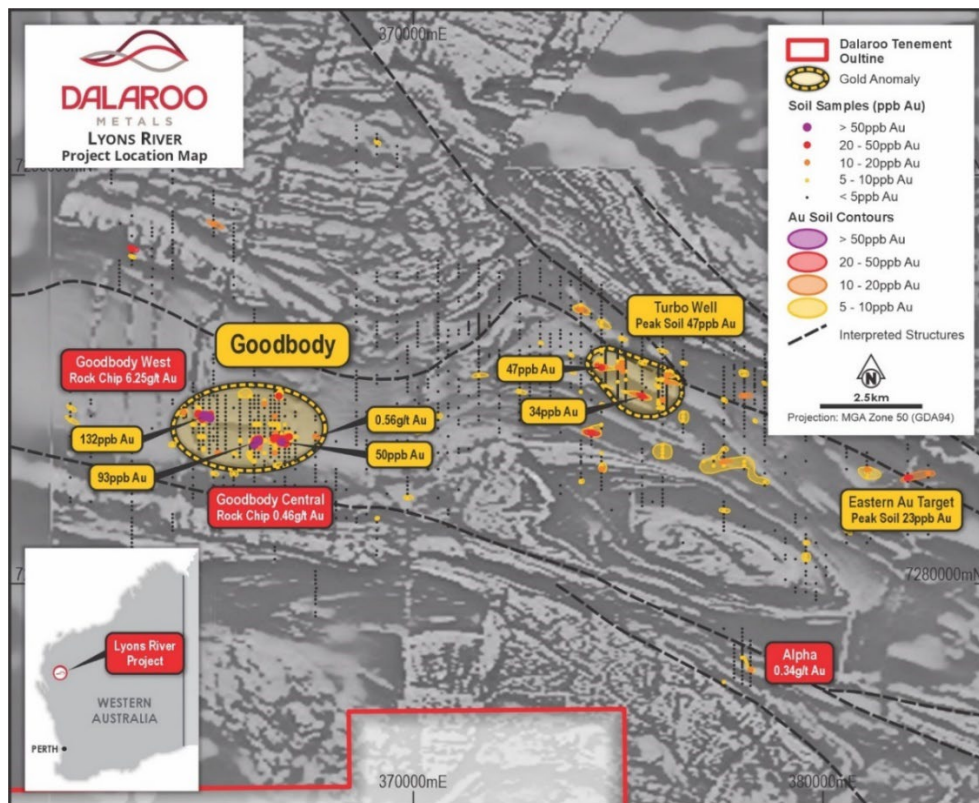 370000mE
DALAROO
METALS
LYONS RIVER
Project Location Map
Dalaroo Tenement
Oultine
Gold Anomaly
Soil Samples (ppb Au)
> 50ppb Au
20 - 50ppb Au
10 - 20ppb Au
5 - 10ppb Au
< 5ppb Au
Au Soil Contours
> 50ppb Au
20 - 50ppb Au
10 - 20ppb Au
5 - 10ppb Au
Interpreted Structures
N
2.5km
Projection: MGA Zone 50 (GDA94)
Turbo Well
Peak Soil 47ppb Au
Goodbody
Goodbody West
Rock Chip 6.25g/t Au
47ppb Au
34ppb Au
0.56g/t Au
132ppb Au
50ppb Au
93ppb Au
Goodbody Central
Rock Chip 0.46g/t Au
Eastern Au Target
Peak Soil 23ppb Au
7280000mN
Lyons River
Project
Alpha
0.34g/t Au
WESTERN
AUSTRALIA
PERTH
370000mE
380000mE